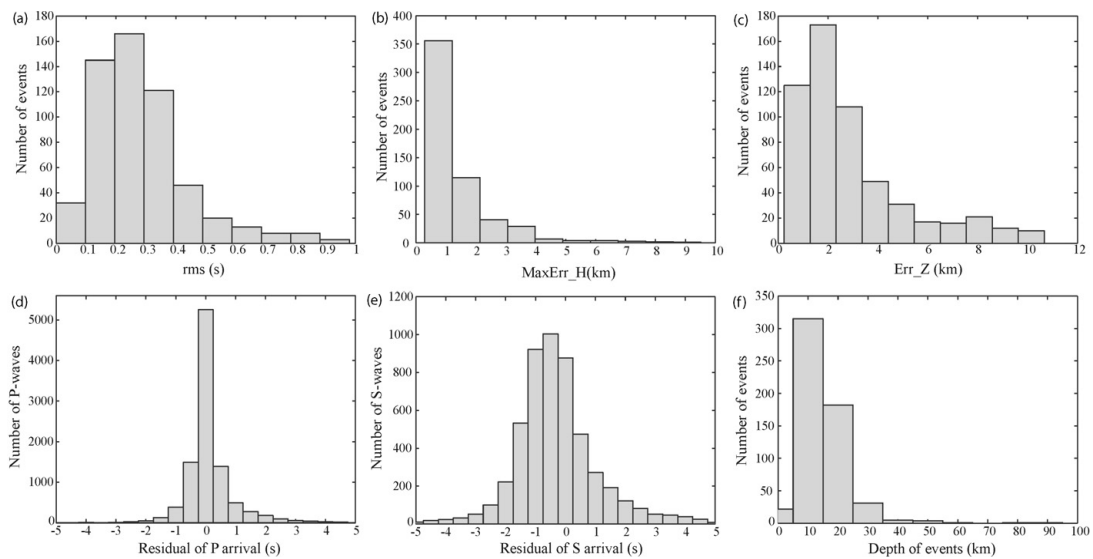 (a)
180
160
140
120
100
80
60
40
20
0
Number of events
0 0.1 0.2 0.3 0.4 0.5 0.6 0.7 0.8 0.9 1
rms (s)
(b)
400
350
300
250
200
150
100
50
0
Number of events
0 1 2 3 4 5 6 7 8 9 10
MaxErr_H(km)
(c)
180
160
140
120
100
80
60
40
20
0
Number of events
0 2 4 6 8 10 12
Err_Z (km)
(d)
5000
4000
3000
2000
1000
0
Number of P-waves
-5 -4 -3 -2 -1 0 1 2 3 4 5
Residual of P arrival (s)
(e)
1200
1000
800
600
400
200
0
Number of S-waves
-5 -4 -3 -2 -1 0 1 2 3 4 5
Residual of S arrival (s)
(f)
350
300
250
200
150
100
50
0
Number of events
0 10 20 30 40 50 60 70 80 90 100
Depth of events (km)